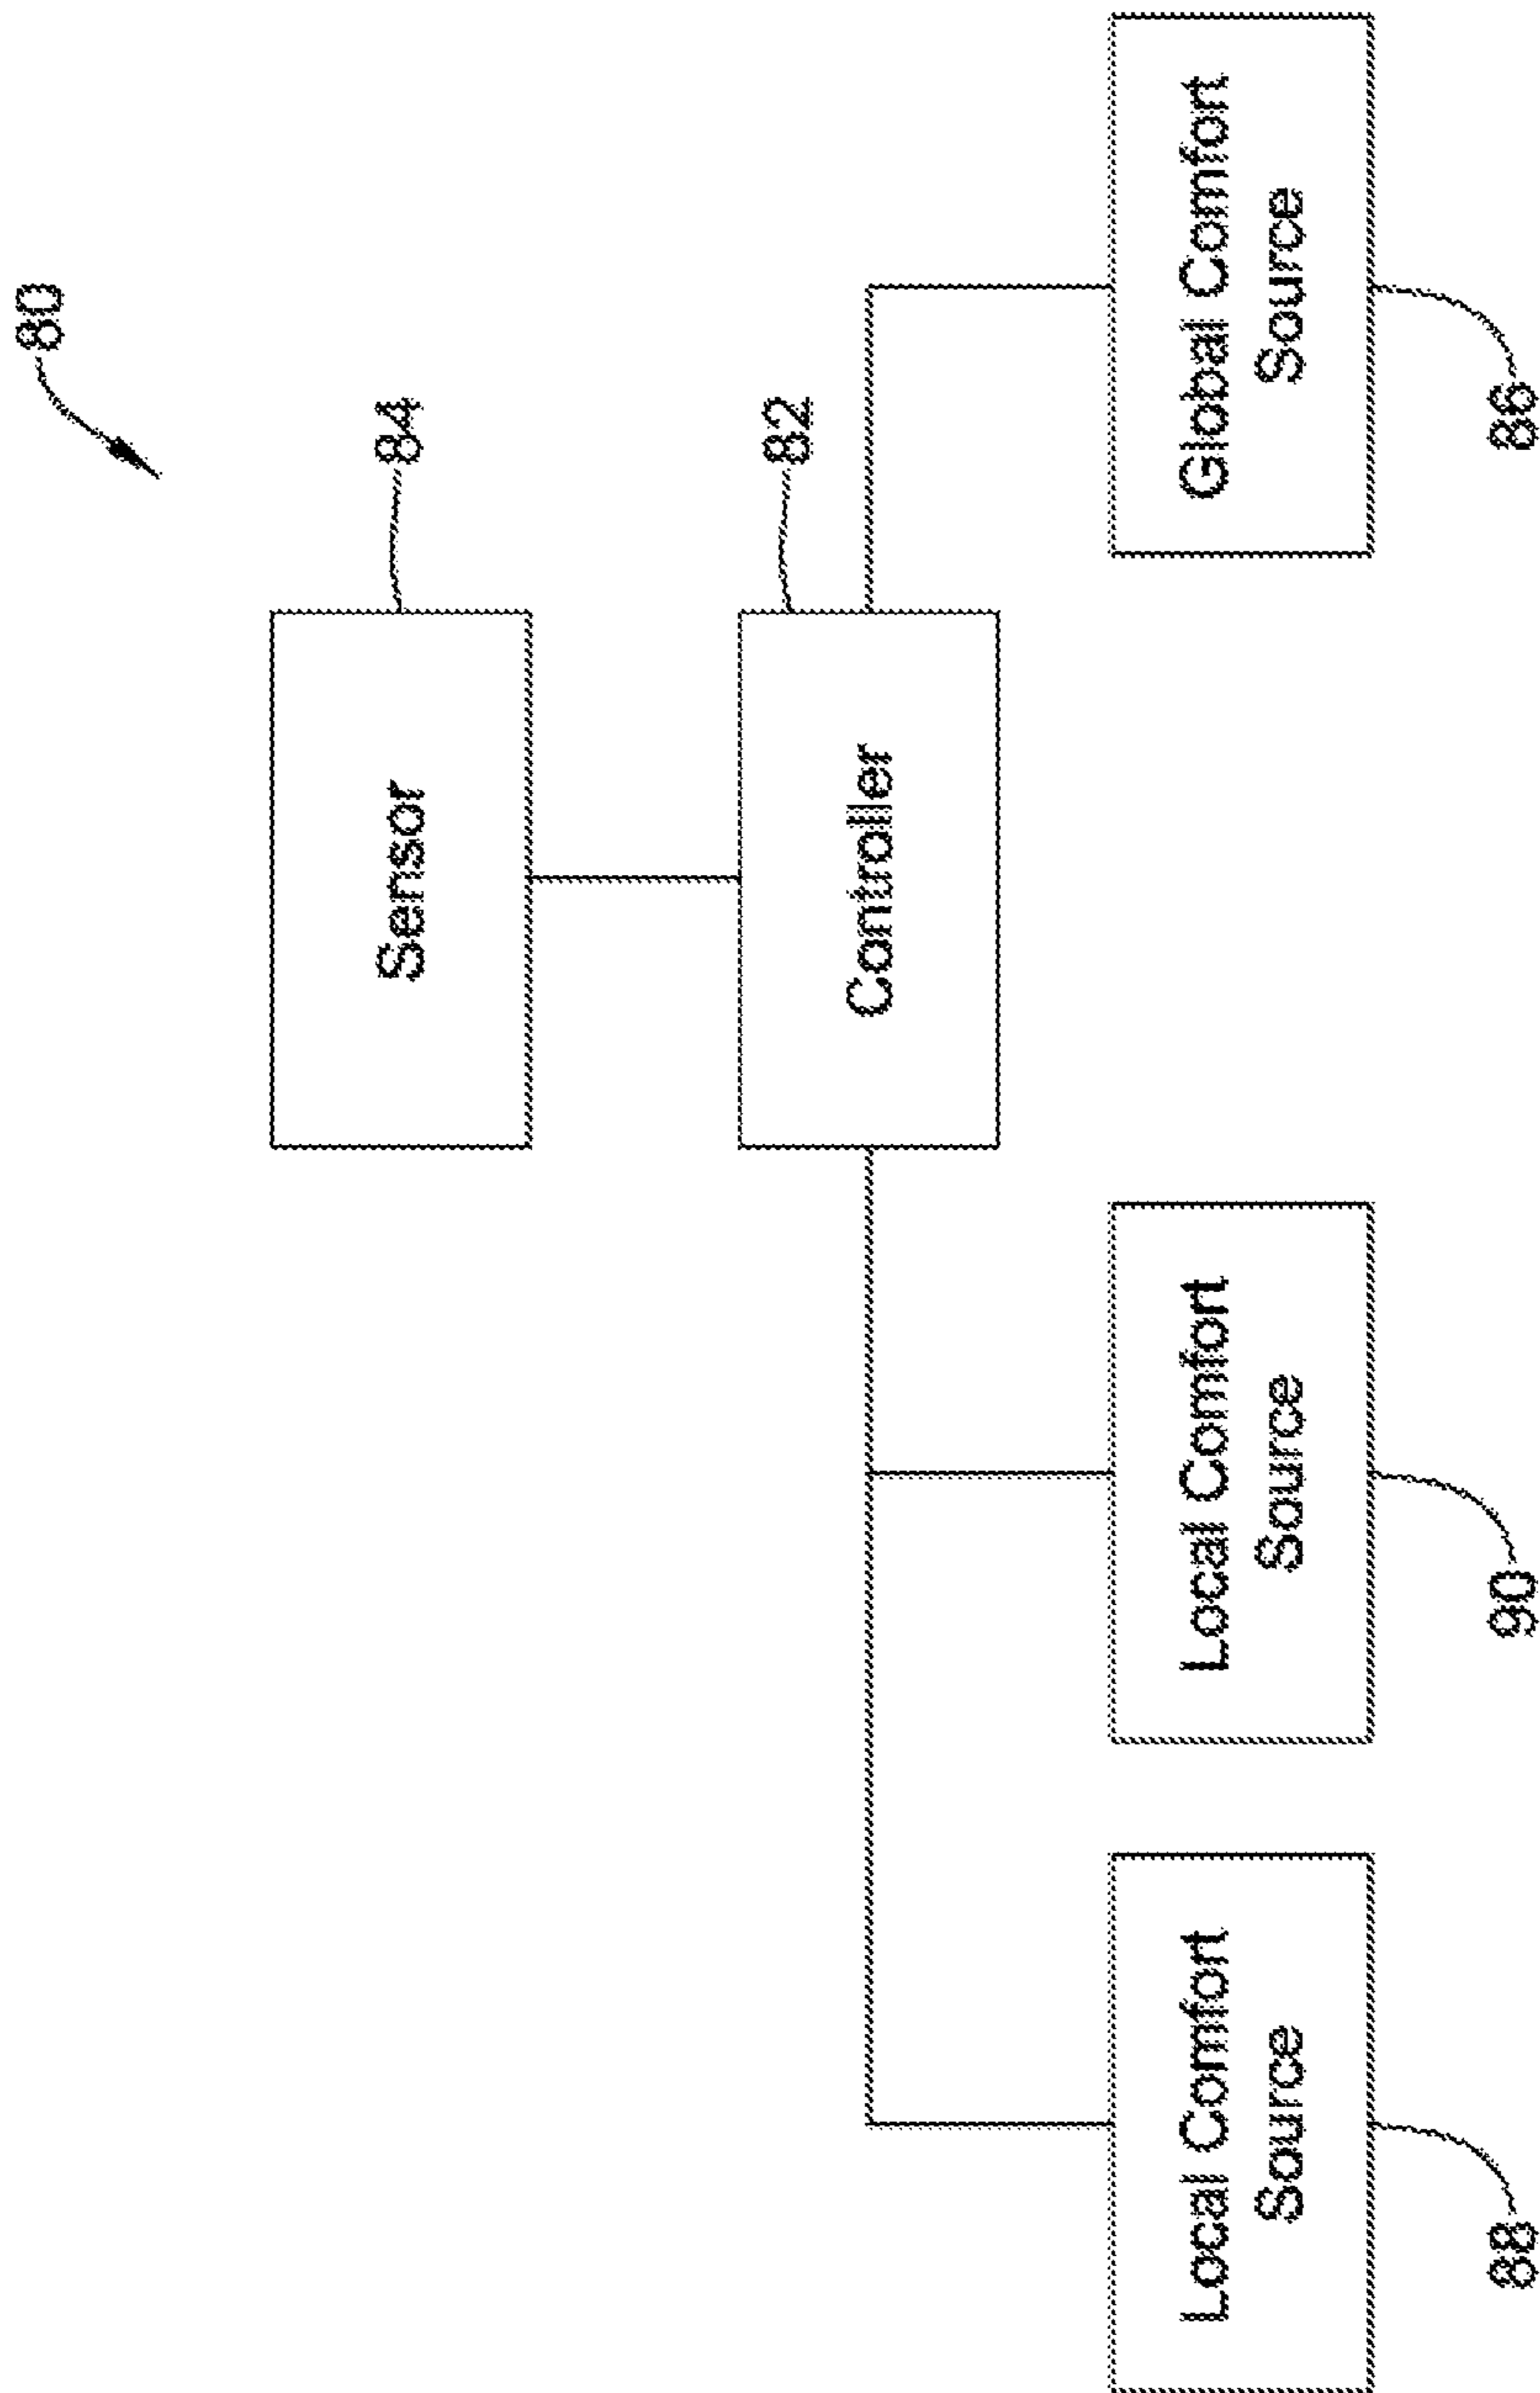 80
Sensor
84
Controller
82
Local Comfort
Source
88
Local Comfort
Source
90
Global Comfort
Source
86